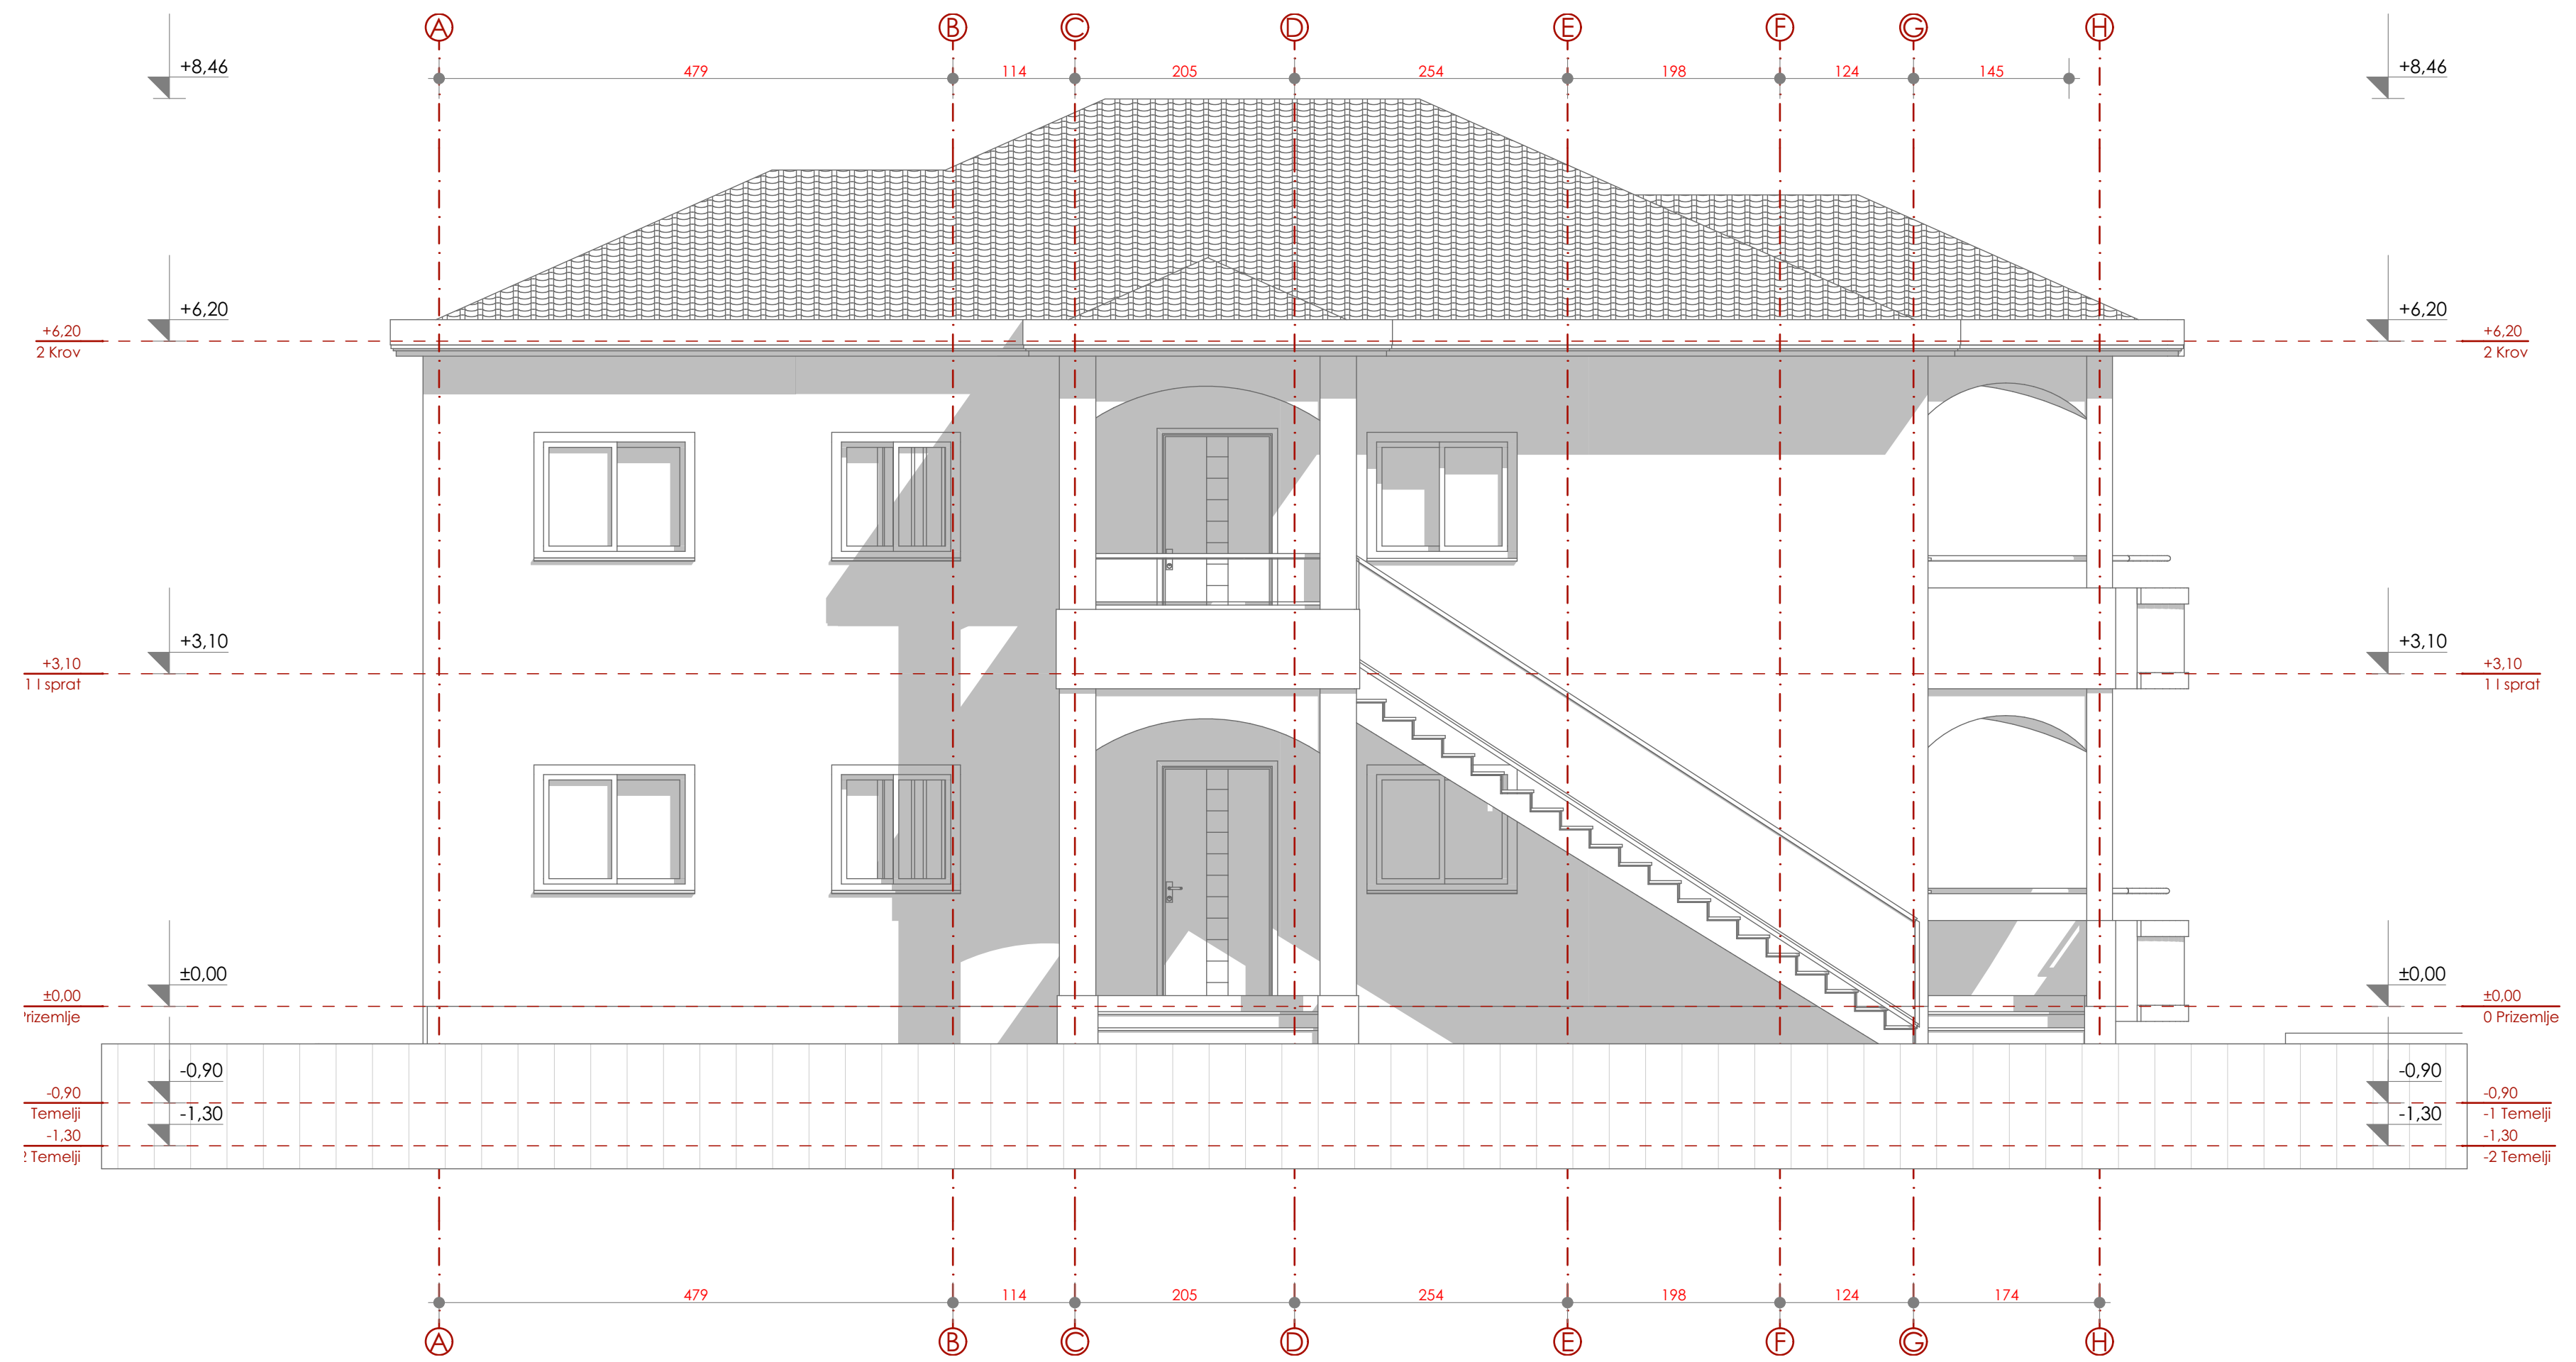 A B C D E F G H
479 114 205 254 198 124 145
+8,46 +8,46
+6,20 +6,20
+6,20 +6,20
2 Krov 2 Krov
+3,10 +3,10
+3,10 +3,10
1 I sprat 1 I sprat
±0,00 ±0,00
±0,00 ±0,00
Prizemlje 0 Prizemlje
-0,90 -0,90
-0,90 -0,90
Temelji -1 Temelji
-1,30 -1,30
-1,30 -1,30
2 Temelji -2 Temelji
479 114 205 254 198 124 174
A B C D E F G H